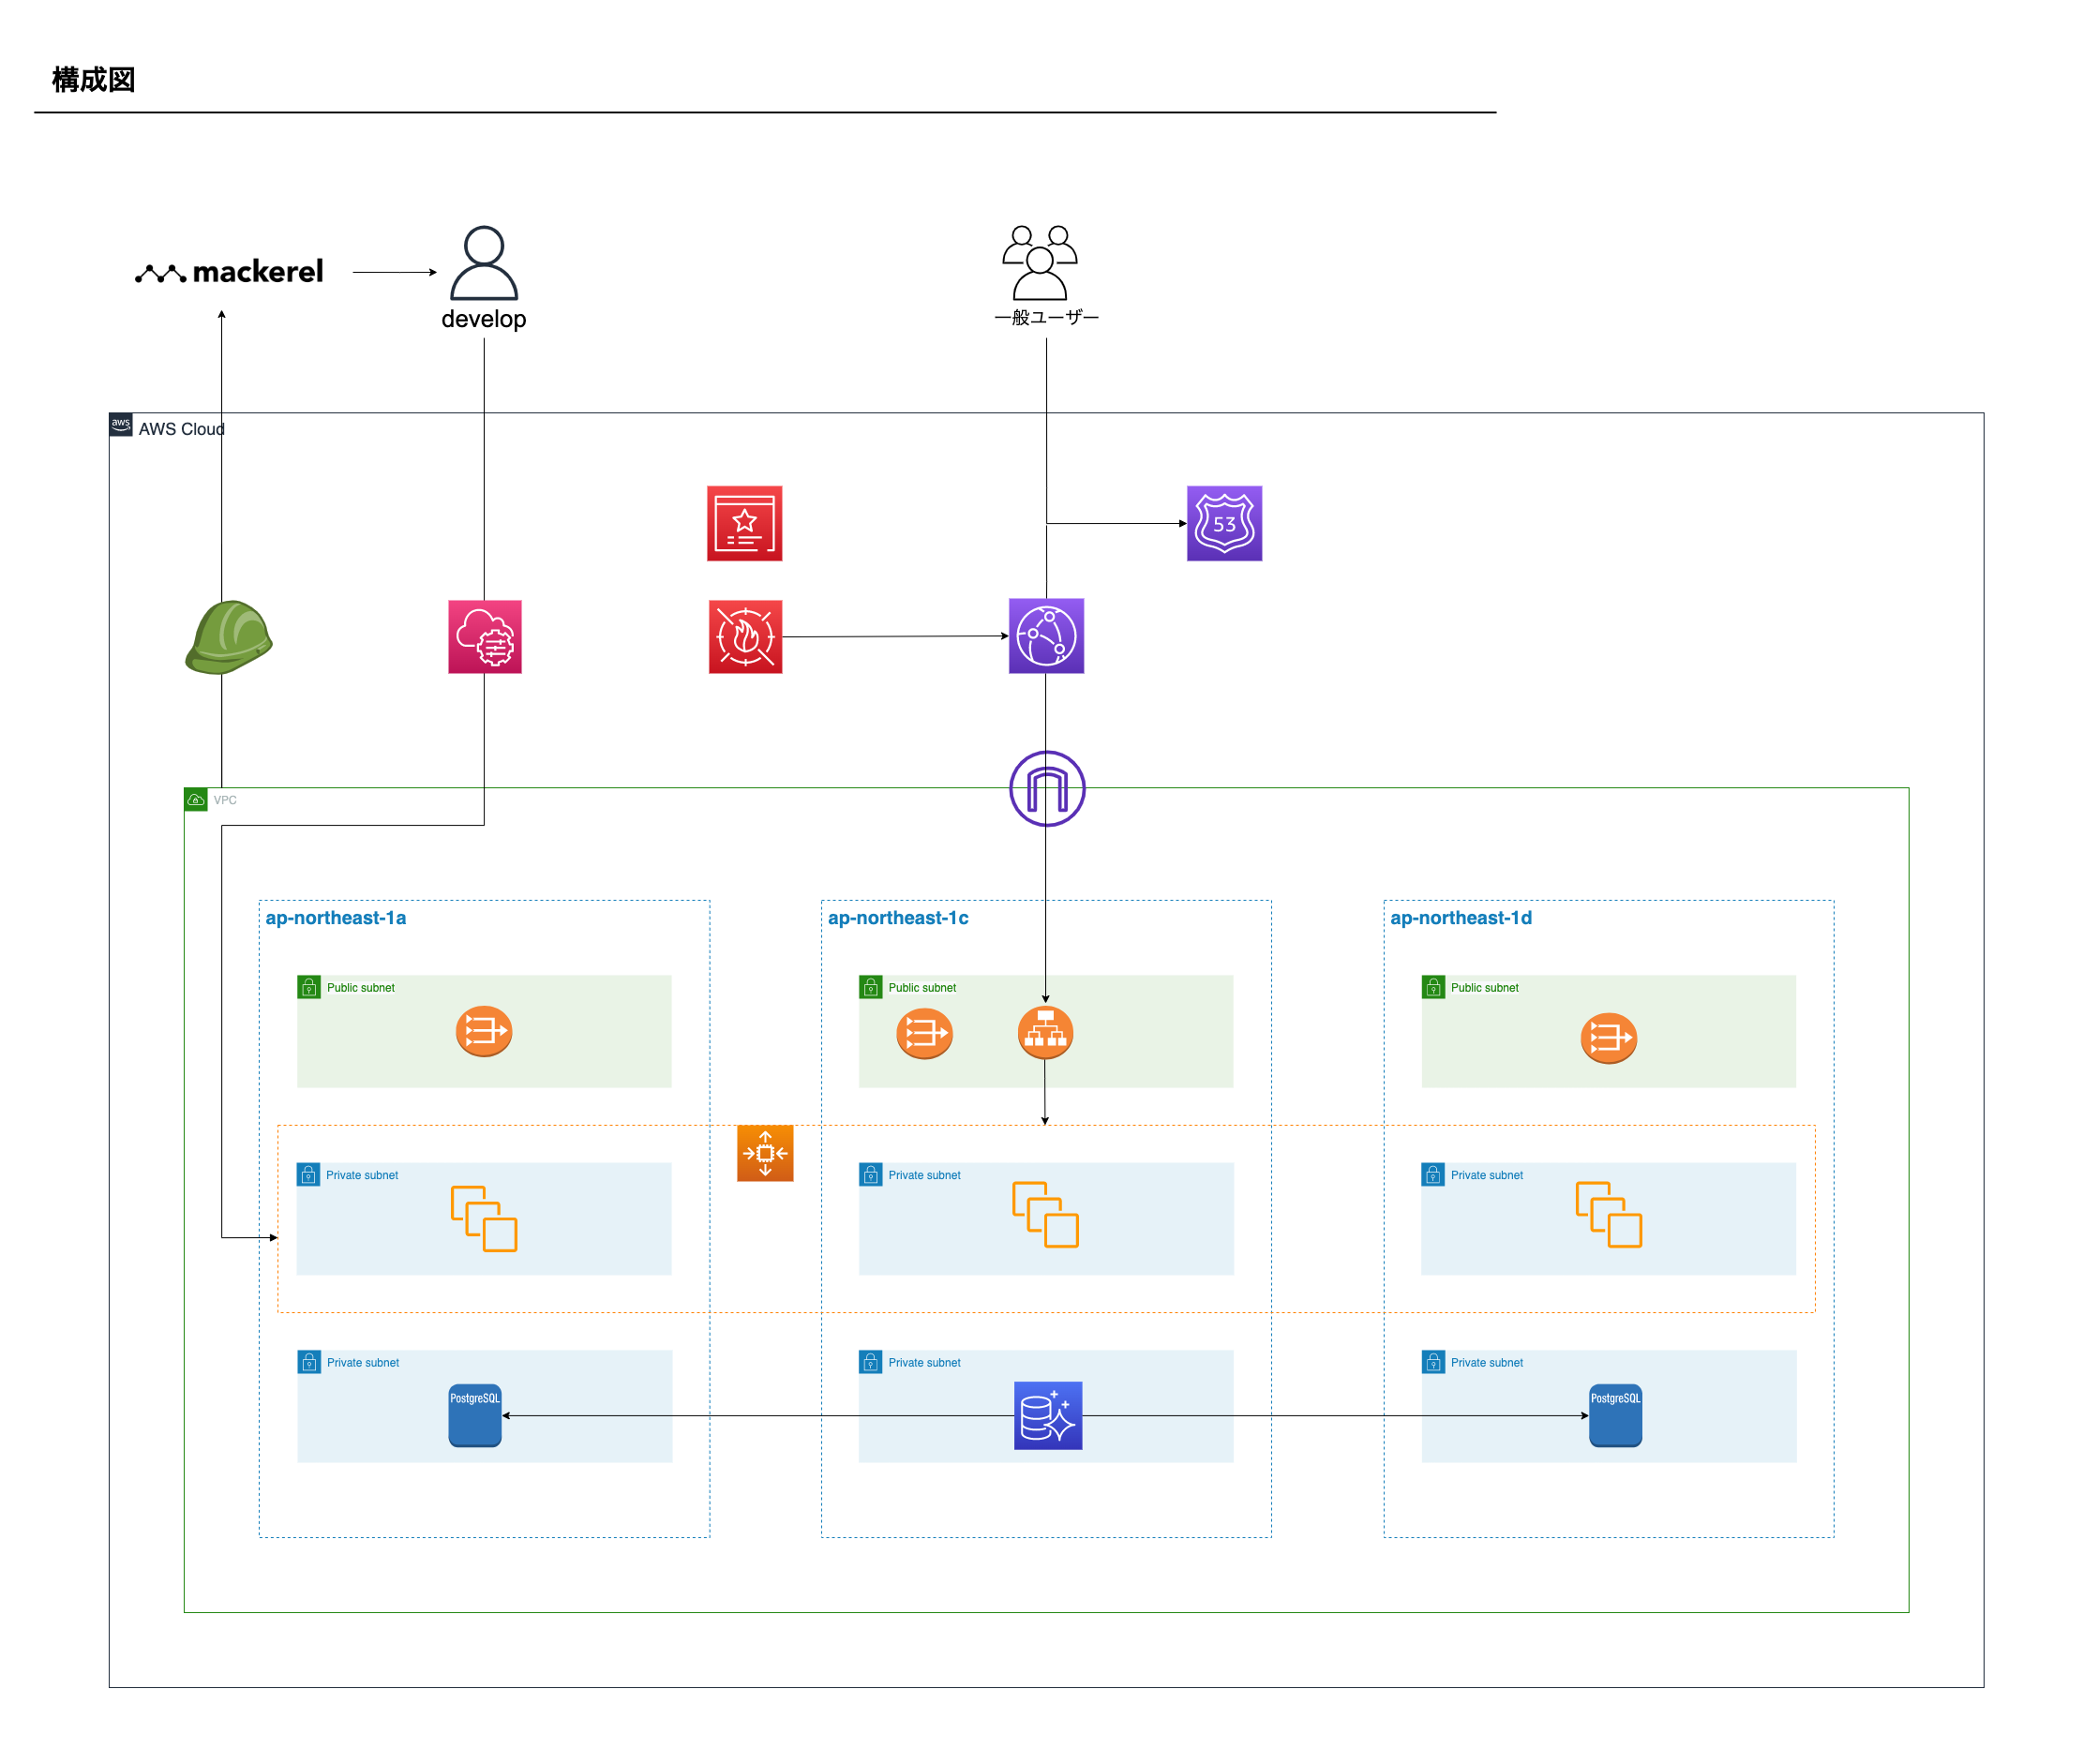 構成図
mackerel
develop
一般ユーザー
aws
AWS Cloud
53
VPC
ap-northeast-1a
ap-northeast-1c
ap-northeast-1d
Public subnet
Public subnet
Public subnet
Private subnet
Private subnet
Private subnet
Private subnet
Private subnet
Private subnet
PostgreSQL
PostgreSQL